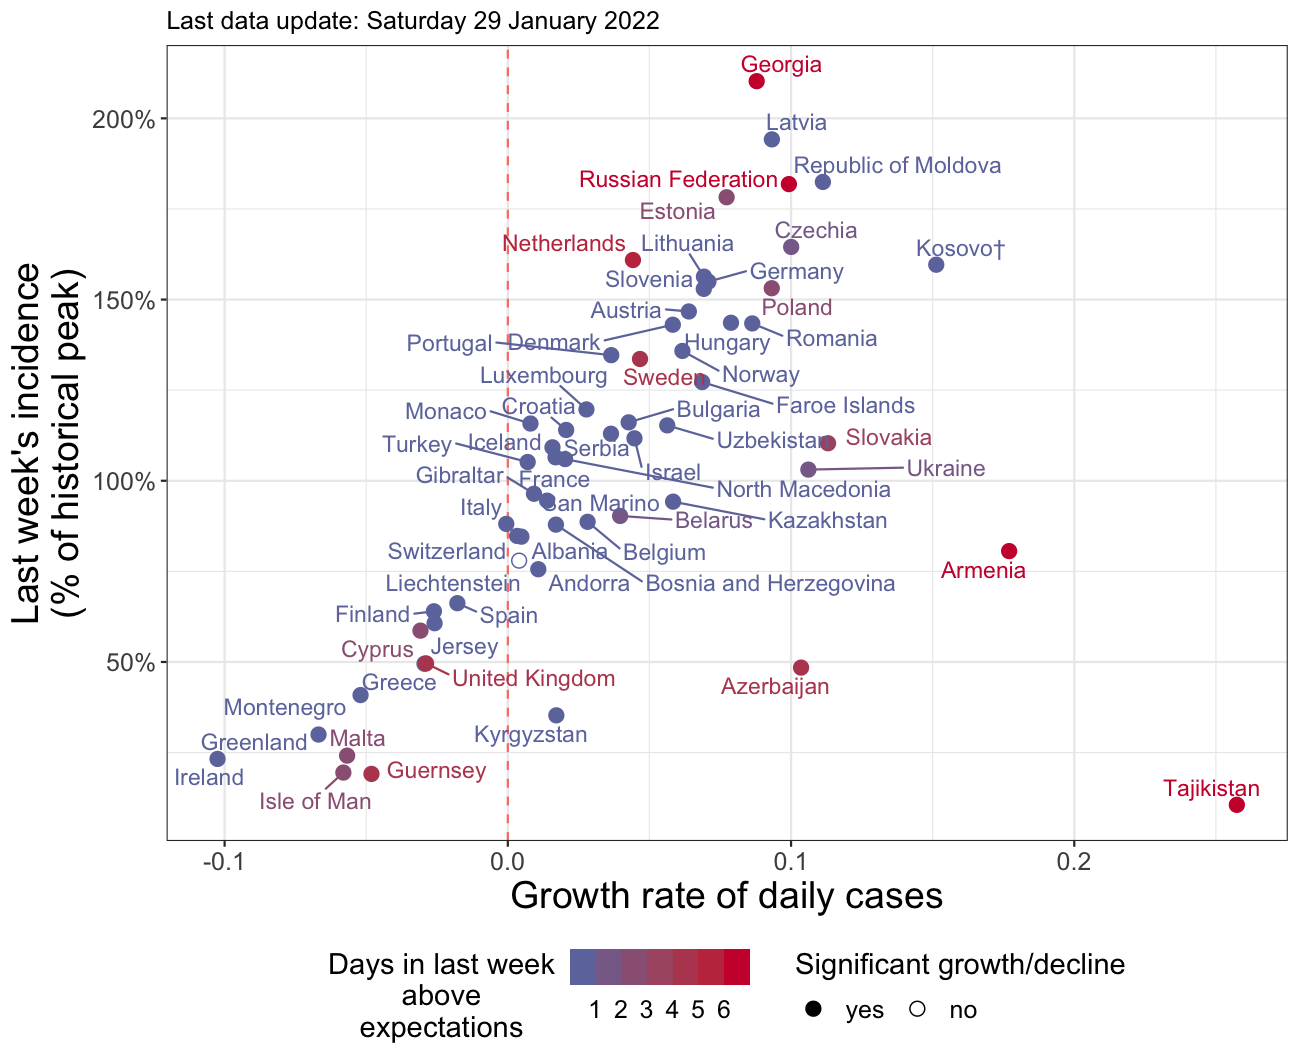 Last data update: Saturday 29 January 2022
Last week's incidence
(% of historical peak)
200%
150%
100%
50%
Georgia
Latvia
Republic of Moldova
Russian Federation
Estonia
Czechia
Netherlands
Lithuania
Kosovo†
Slovenia
Germany
Austria
Poland
Portugal
Denmark
Hungary
Romania
Luxembourg
Sweden
Norway
Monaco
Croatia
Bulgaria
Faroe Islands
Turkey
Iceland
Serbia
Uzbekistan
Slovakia
Gibraltar
France
Israel
Ukraine
North Macedonia
Italy
San Marino
Belarus
Kazakhstan
Switzerland
Albania
Belgium
Armenia
Liechtenstein
Andorra
Bosnia and Herzegovina
Finland
Spain
Cyprus
Jersey
Greece
United Kingdom
Azerbaijan
Montenegro
Kyrgyzstan
Greenland
Malta
Ireland
Guernsey
Isle of Man
Tajikistan
-0.1
0.0
0.1
0.2
Growth rate of daily cases
Days in last week
above
expectations
1 2 3 4 5 6
Significant growth/decline
yes
no